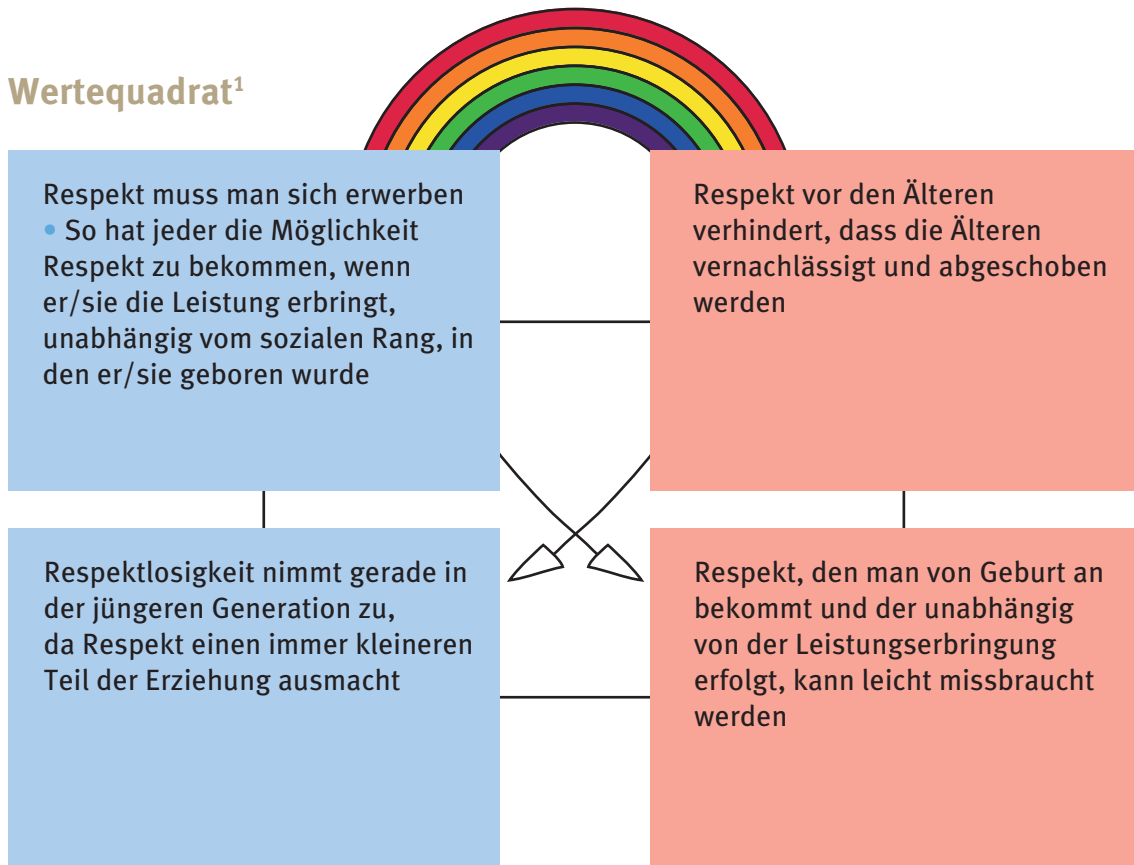 Wertequadrat¹
Respekt muss man sich erwerben
• So hat jeder die Möglichkeit
Respekt zu bekommen, wenn
er/sie die Leistung erbringt,
unabhängig vom sozialen Rang, in
den er/sie geboren wurde
Respekt vor den Älteren
verhindert, dass die Älteren
vernachlässigt und abgeschoben
werden
Respektlosigkeit nimmt gerade in
der jüngeren Generation zu,
da Respekt einen immer kleineren
Teil der Erziehung ausmacht
Respekt, den man von Geburt an
bekommt und der unabhängig
von der Leistungserbringung
erfolgt, kann leicht missbraucht
werden